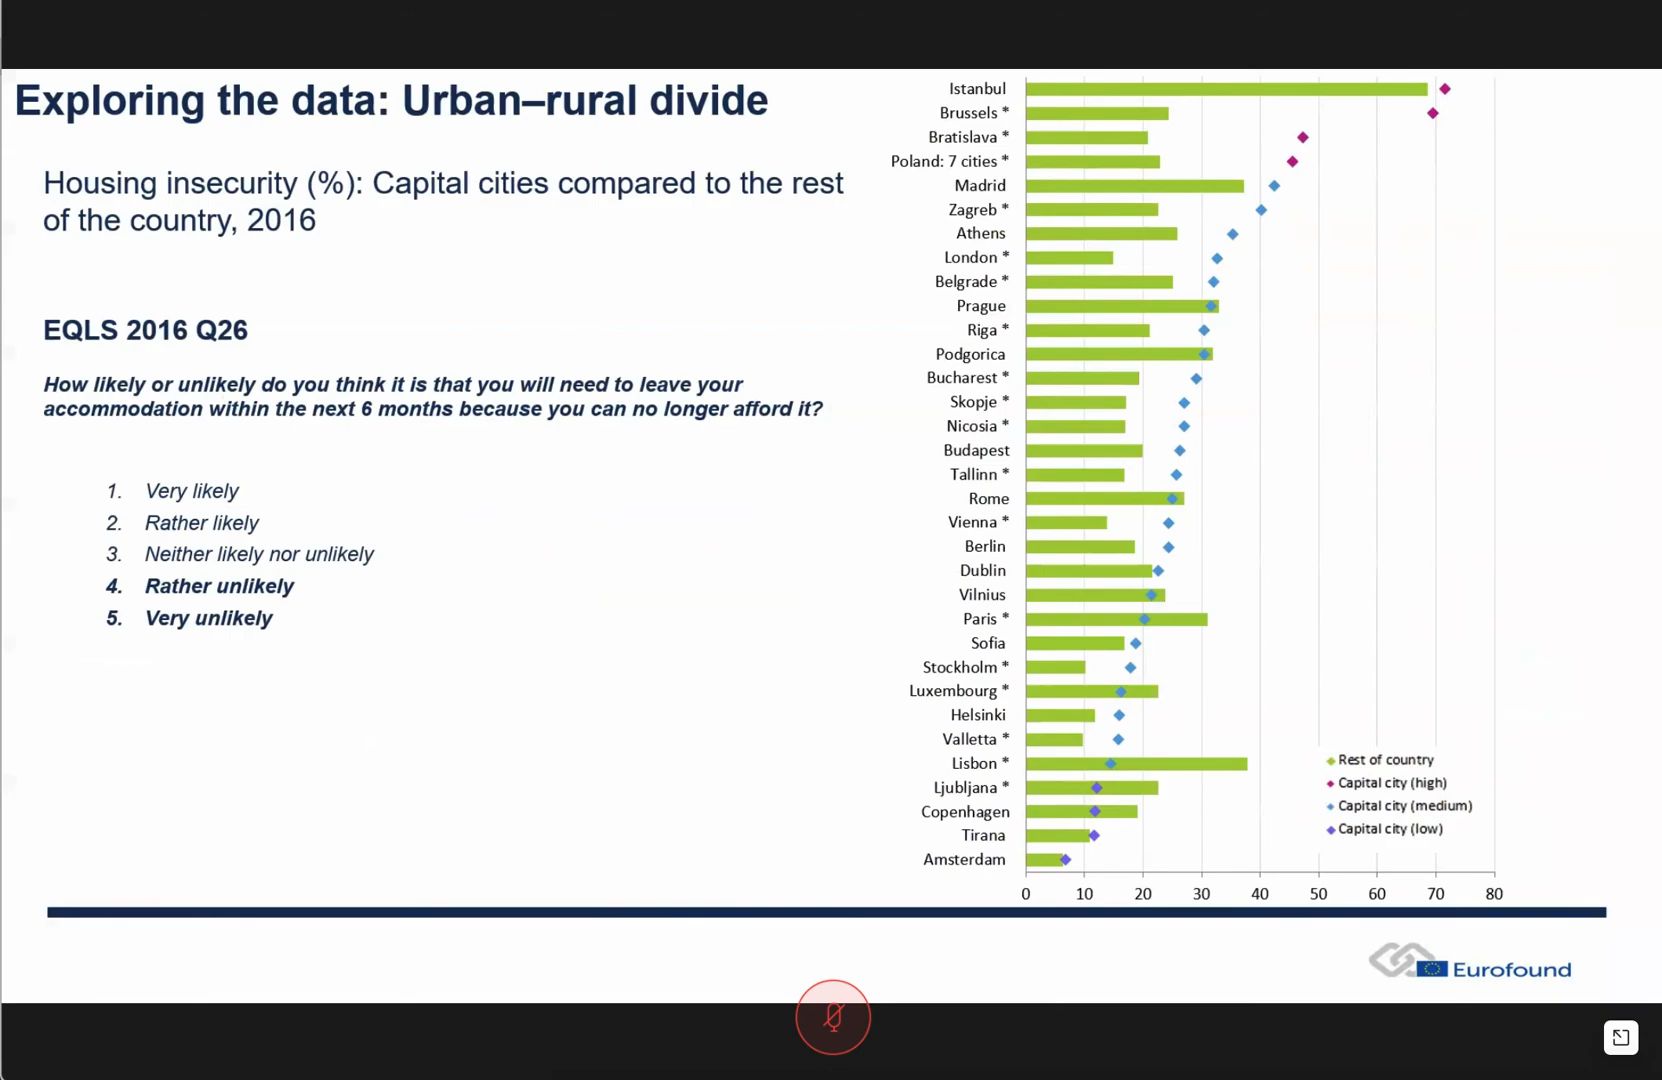 Exploring the data: Urban–rural divide
Housing insecurity (%): Capital cities compared to the rest
of the country, 2016
EQLS 2016 Q26
How likely or unlikely do you think it is that you will need to leave your
accommodation within the next 6 months because you can no longer afford it?
1. Very likely
2. Rather likely
3. Neither likely nor unlikely
4. Rather unlikely
5. Very unlikely
Istanbul
Brussels *
Bratislava *
Poland: 7 cities *
Madrid
Zagreb *
Athens
London *
Belgrade *
Prague
Riga *
Podgorica
Bucharest *
Skopje *
Nicosia *
Budapest
Tallinn *
Rome
Vienna *
Berlin
Dublin
Vilnius
Paris *
Sofia
Stockholm *
Luxembourg *
Helsinki
Valletta *
Lisbon *
Ljubljana *
Copenhagen
Tirana
Amsterdam
0 10 20 30 40 50 60 70 80
Rest of country
Capital city (high)
Capital city (medium)
Capital city (low)
Eurofound